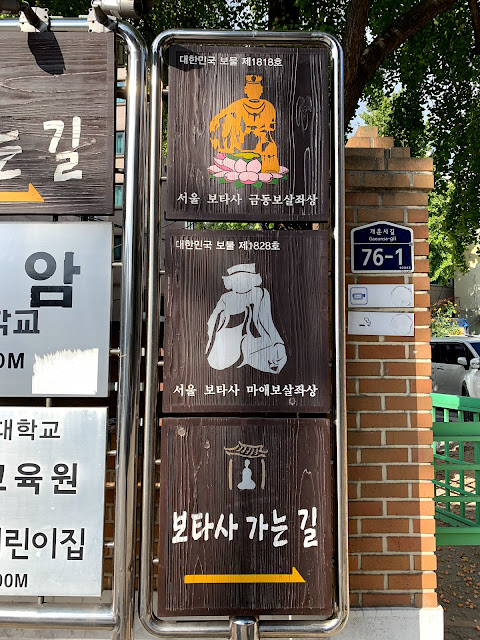 는 길
암
학교
0M
대학교
교육원
어린이집
00M
대한민국 보물 제1818호
서울 보타사 금동보살좌상
대한민국 보물 제1828호
서울 보타사 마애보살좌상
보타사 가는 길
개운사길
Gaeunsa-gil
76-1